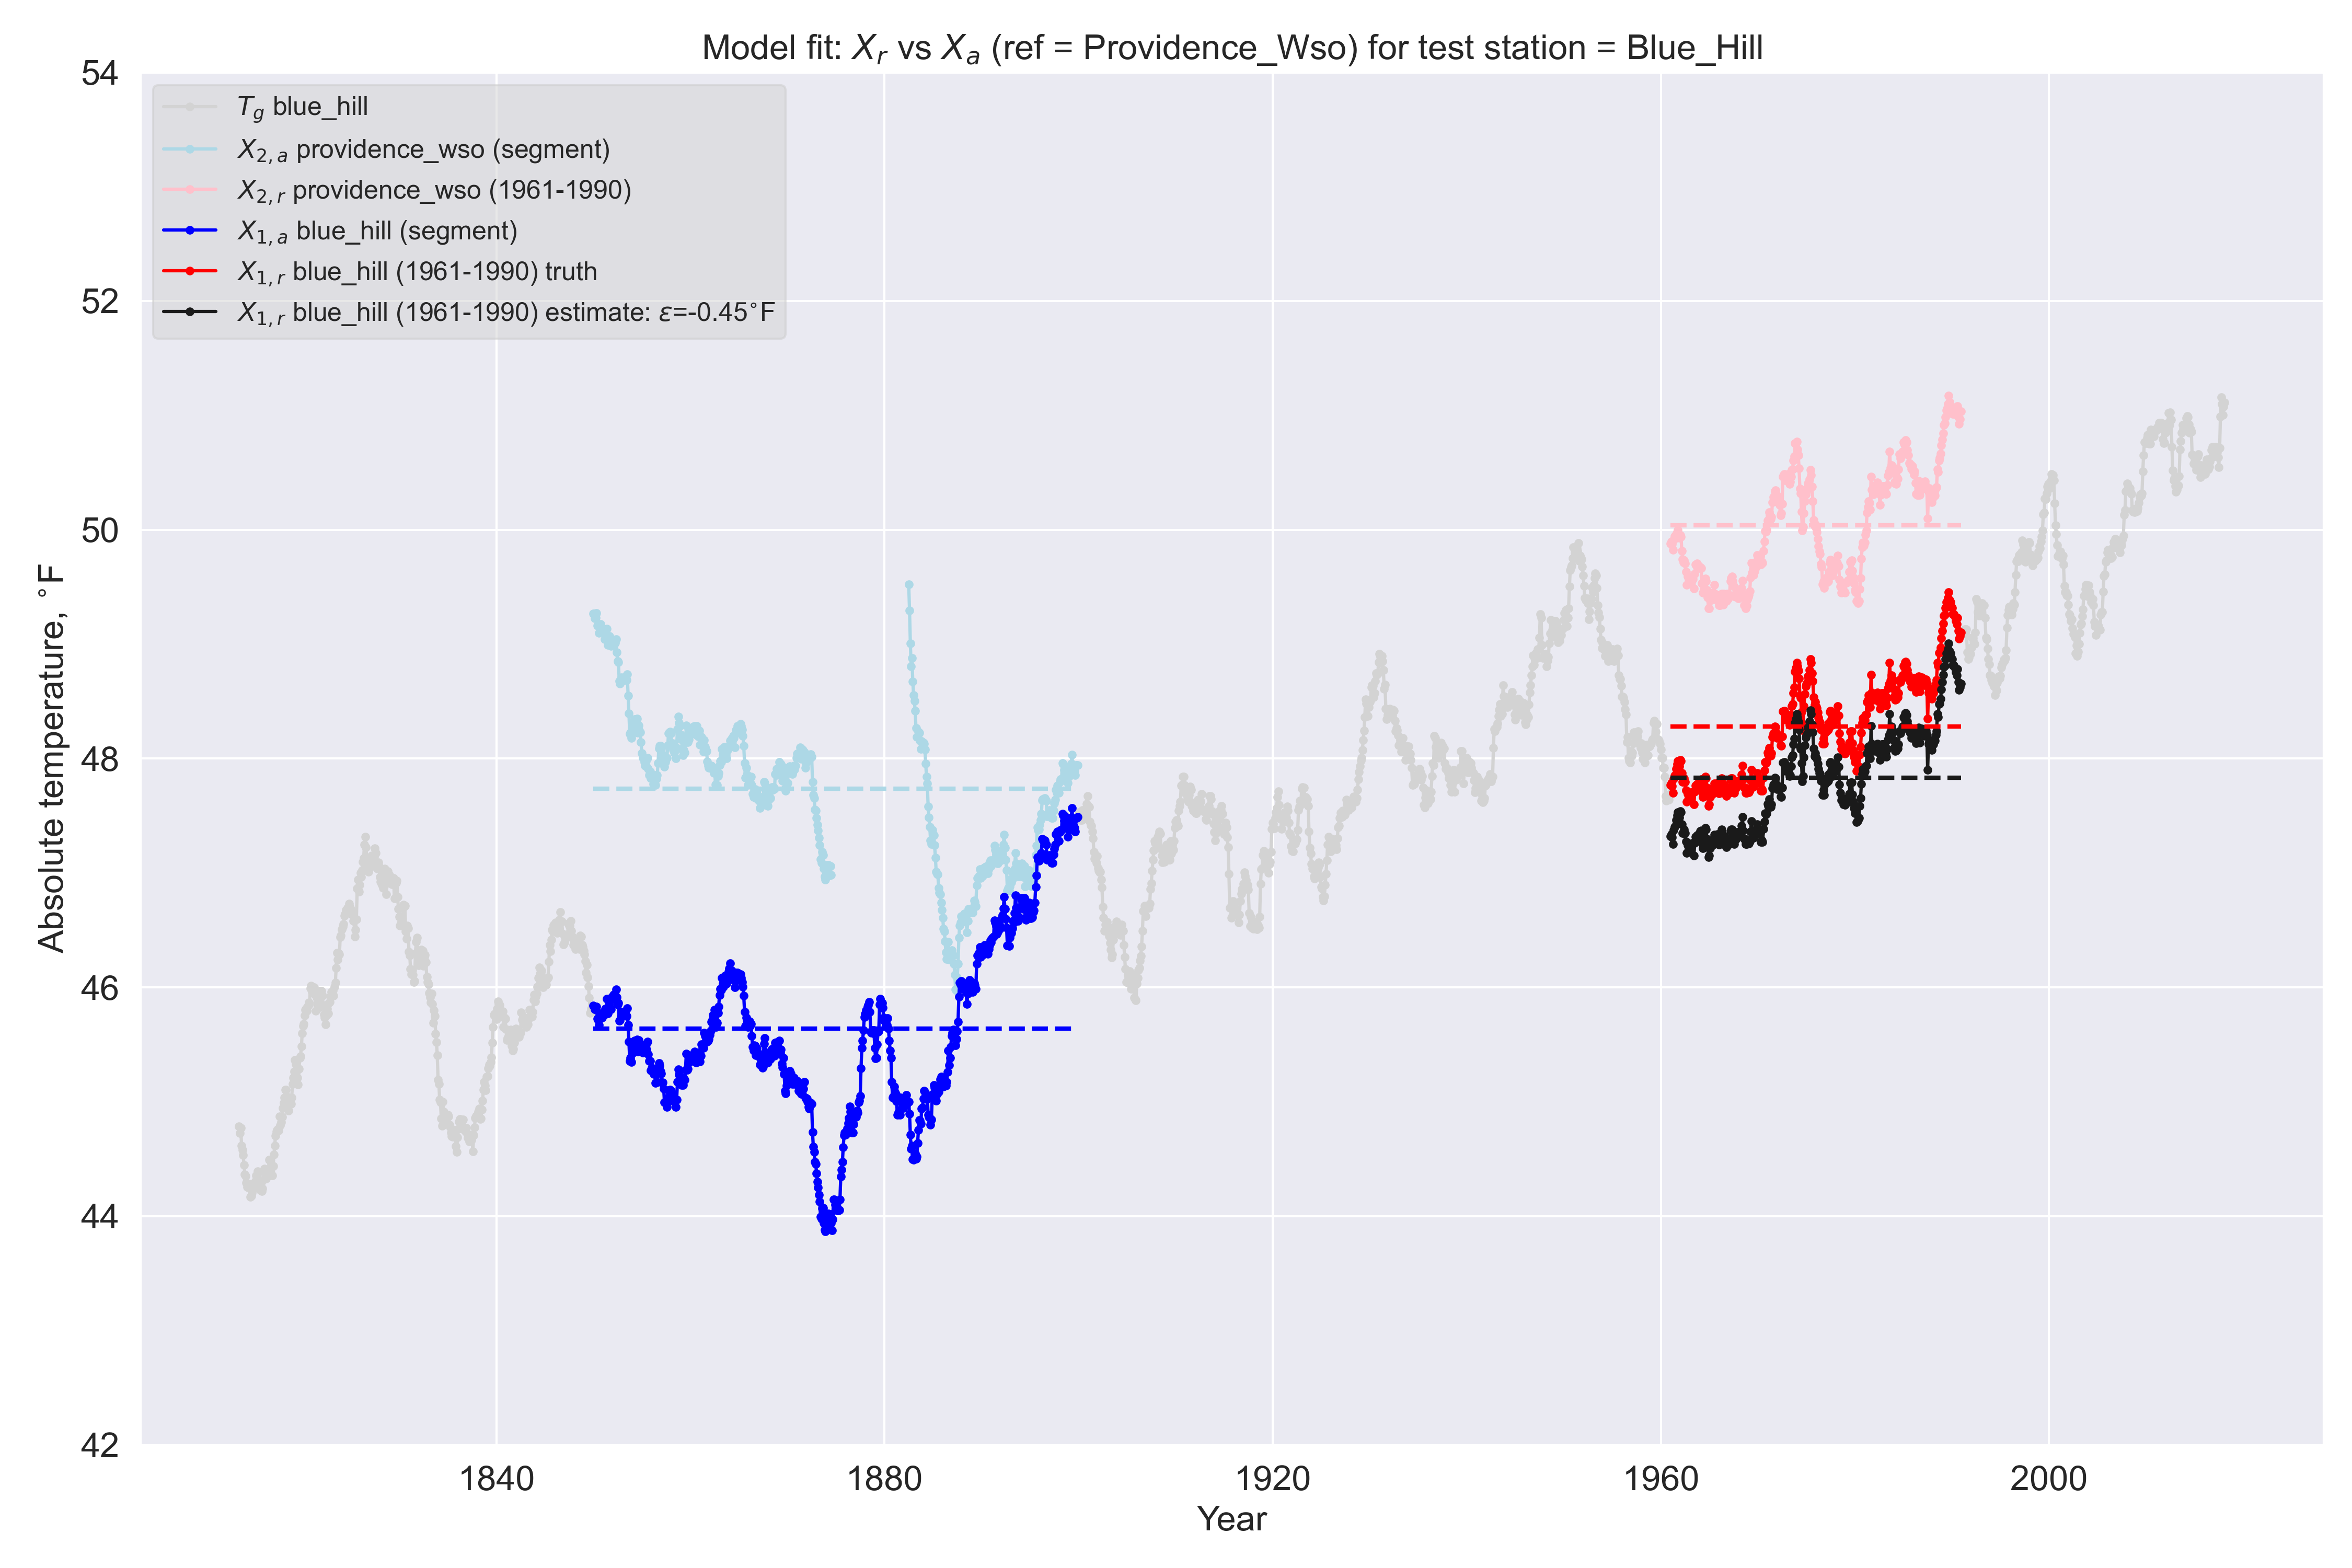 Model fit: Xr vs Xa (ref = Providence_Wso) for test station = Blue_Hill
54
52
50
48
46
44
42
Absolute temperature, °F
Tg blue_hill
X2, a providence_wso (segment)
X2, r providence_wso (1961-1990)
X1, a blue_hill (segment)
X1, r blue_hill (1961-1990) truth
X1, r blue_hill (1961-1990) estimate: ε=-0.45°F
1840
1880
1920
1960
2000
Year